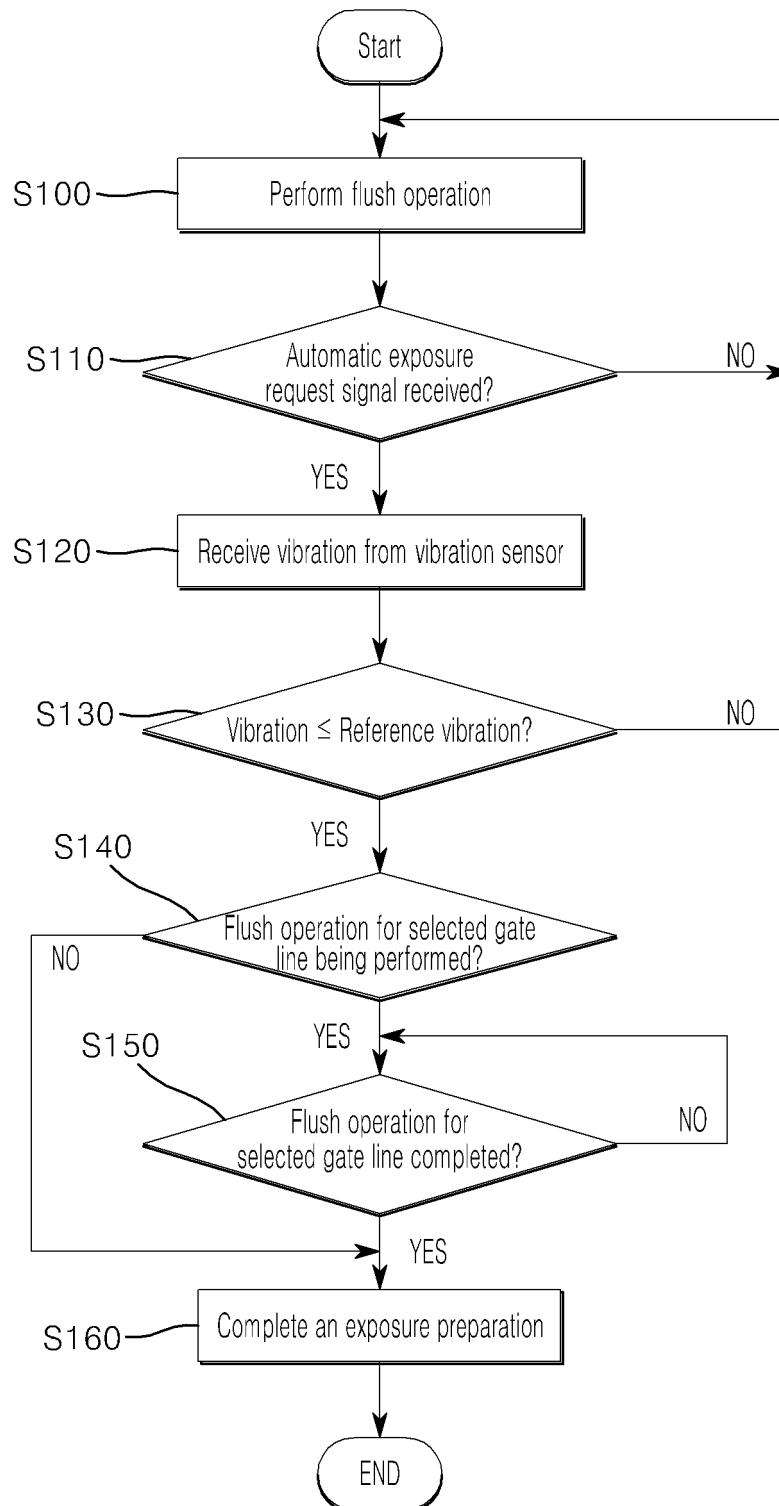 Start
S100
Perform flush operation
S110
Automatic exposure
request signal received?
NO
YES
S120
Receive vibration from vibration sensor
S130
Vibration ≤ Reference vibration?
NO
YES
S140
Flush operation for selected gate
line being performed?
NO
YES
S150
Flush operation for
selected gate line completed?
NO
YES
S160
Complete an exposure preparation
END